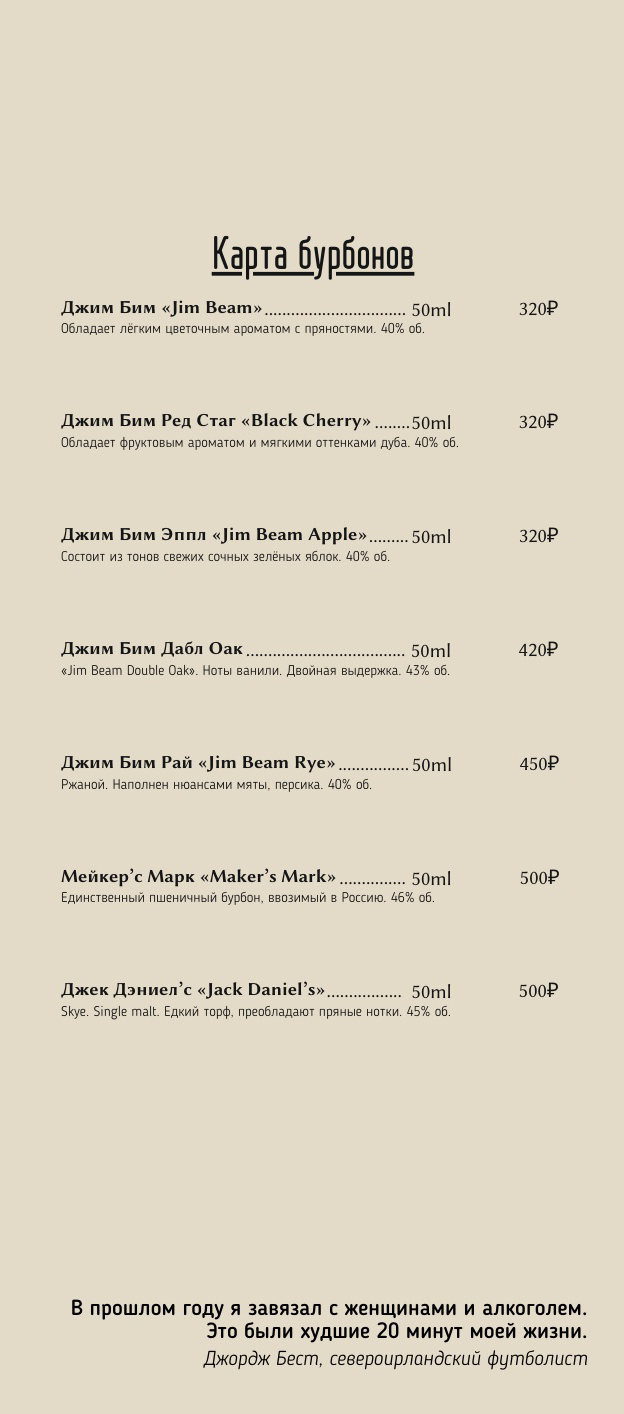 Карта бурбонов
Джим Бим «Jim Beam»................................ 50ml 320₽
Обладает лёгким цветочным ароматом с пряностями. 40% об.
Джим Бим Ред Стаг «Black Cherry» ........50ml 320₽
Обладает фруктовым ароматом и мягкими оттенками дуба. 40% об.
Джим Бим Эппл «Jim Beam Apple»......... 50ml 320₽
Состоит из тонов свежих сочных зелёных яблок. 40% об.
Джим Бим Дабл Оак.................................... 50ml 420₽
«Jim Beam Double Oak». Ноты ванили. Двойная выдержка. 43% об.
Джим Бим Рай «Jim Beam Rye» ................ 50ml 450₽
Ржаной. Наполнен нюансами мяты, персика. 40% об.
Мейкер’с Марк «Maker’s Mark» ............... 50ml 500₽
Единственный пшеничный бурбон, ввозимый в Россию. 46% об.
Джек Дэниел’с «Jack Daniel’s»................. 50ml 500₽
Skye. Single malt. Едкий торф, преобладают пряные нотки. 45% об.
В прошлом году я завязал с женщинами и алкоголем.
Это были худшие 20 минут моей жизни.
Джордж Бест, североирландский футболист